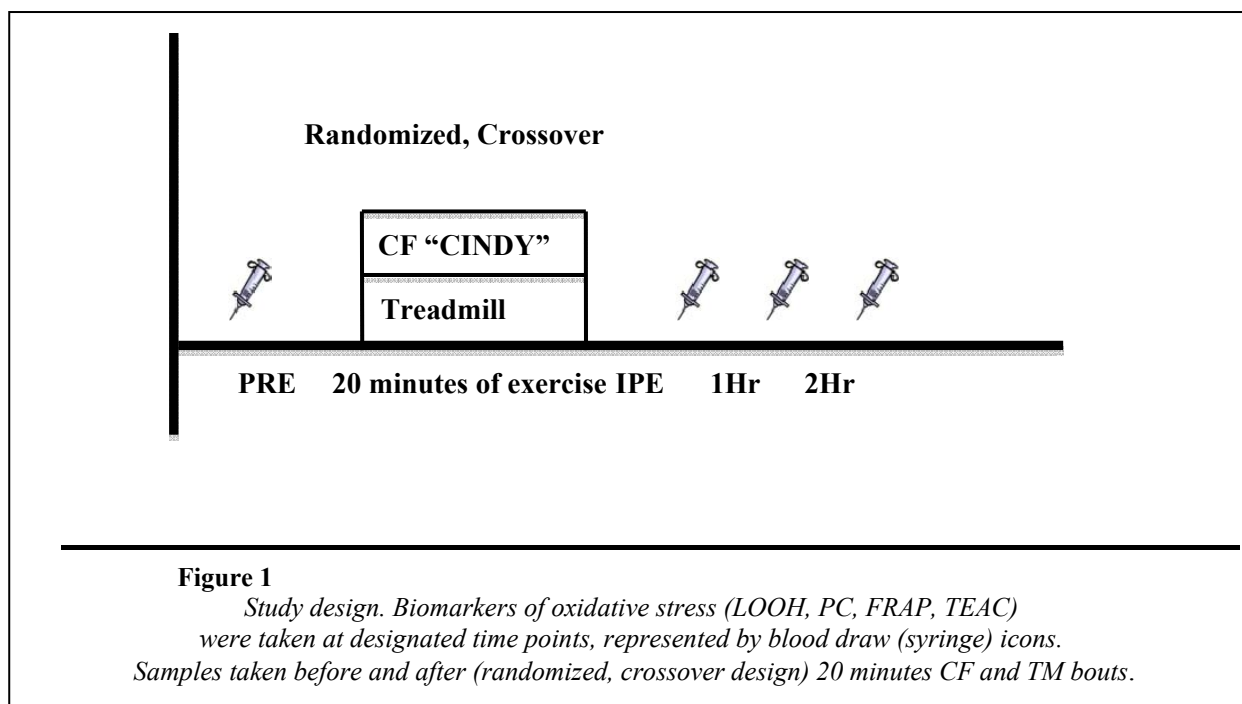 Randomized, Crossover
CF “CINDY”
Treadmill
PRE 20 minutes of exercise IPE 1Hr 2Hr
Figure 1
Study design. Biomarkers of oxidative stress (LOOH, PC, FRAP, TEAC)
were taken at designated time points, represented by blood draw (syringe) icons.
Samples taken before and after (randomized, crossover design) 20 minutes CF and TM bouts.